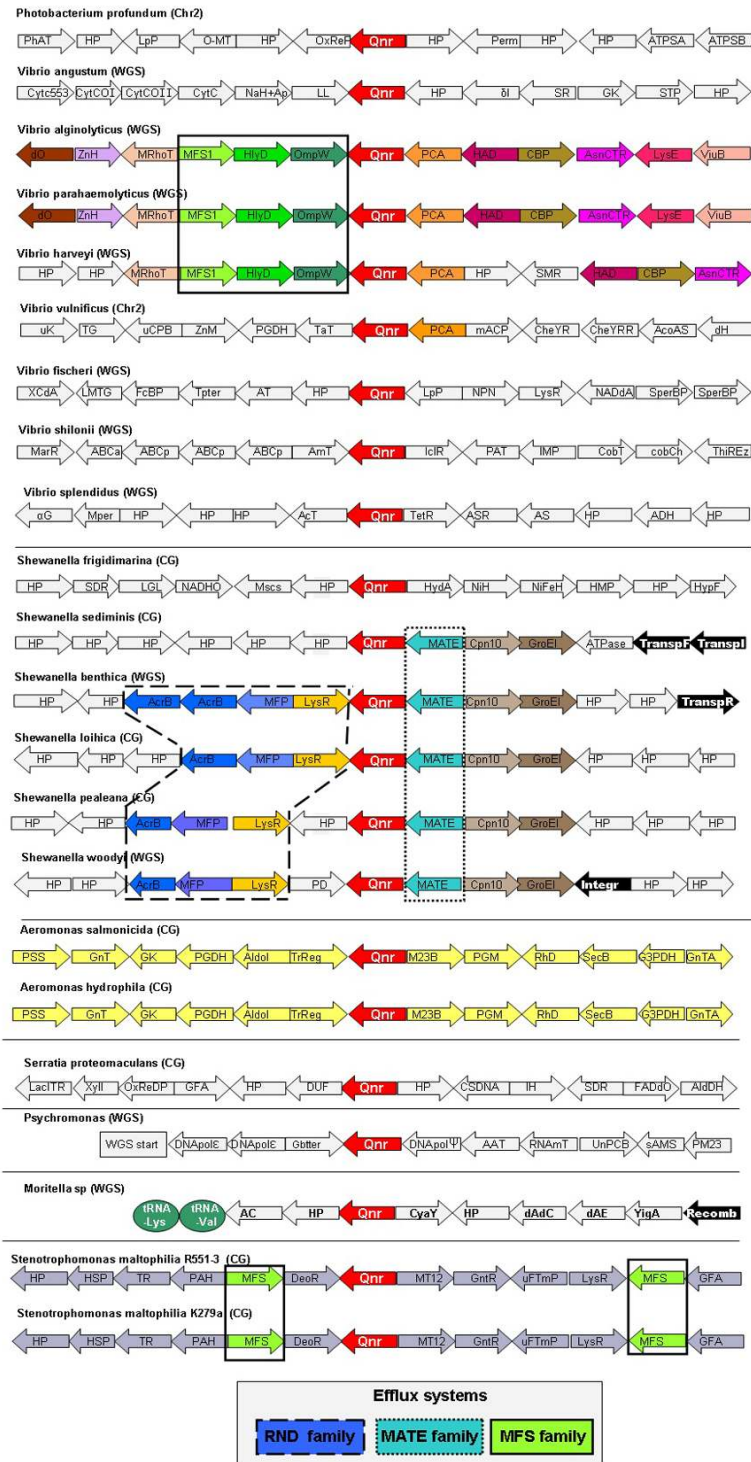 Photobacterium profundum (Chr2)
PhAT HP LpP O-MT HP OxReP Qnr HP Perm HP HP ATPSA ATPSB
Vibrio angustum (WGS)
Cytc553 CytCOI CytCOII CytC NaH+Ap LL Qnr HP δI SR GK STP HP
Vibrio alginolyticus (WGS)
dO ZnH MRhoT MFS1 HlyD OmpW Qnr PCA HAD CBP AsnCTR LysE ViuB
Vibrio parahaemolyticus (WGS)
dO ZnH MRhoT MFS1 HlyD OmpW Qnr PCA HAD CBP AsnCTR LysE ViuB
Vibrio harveyi (WGS)
HP HP MRhoT MFS1 HlyD OmpW Qnr PCA HP SMR HAD CBP AsnCTR
Vibrio vulnificus (Chr2)
uK TG uCPB ZnM PGDH TaT Qnr PCA mACP CheYR CheYRR AcoAS dH
Vibrio fischeri (WGS)
XCdA LMTG FcBP Tpter AT HP Qnr LpP NPN LysR NADdA SperBP SperBP
Vibrio shilonii (WGS)
MarR ABCa ABCp ABCp ABCp AmT Qnr IclR PAT IMP CobT cobCh ThiREz
Vibrio splendidus (WGS)
αG Mper HP HP HP AcT Qnr TetR ASR AS HP ADH HP
Shewanella frigidimarina (CG)
HP SDR LGL NADHO Mscs HP Qnr HydA NiH NiFeH HMP HP HypF
Shewanella sediminis (CG)
HP HP HP HP HP HP Qnr MATE Cpn10 GroEl ATPase TranspF TranspI
Shewanella benthica (WGS)
HP HP AcrB AcrB MFP LysR Qnr MATE Cpn10 GroEl HP HP TranspR
Shewanella loihica (CG)
HP HP HP AcrB MFP LysR Qnr MATE Cpn10 GroEl HP HP HP
Shewanella pealeana (CG)
HP HP AcrB MFP LysR HP Qnr MATE Cpn10 GroEl HP HP HP
Shewanella woodyi (WGS)
HP HP AcrB MFP LysR PD Qnr MATE Cpn10 GroEl Integr HP HP
Aeromonas salmonicida (CG)
PSS GnT GK PGDH Aldol TrReg Qnr M23B PGM RhD SecB G3PDH GnTA
Aeromonas hydrophila (CG)
PSS GnT GK PGDH Aldol TrReg Qnr M23B PGM RhD SecB G3PDH GnTA
Serratia proteomaculans (CG)
LacITR XylI OxReDP GFA HP DUF Qnr HP CSDNA IH SDR FADdO AldDH
Psychromonas (WGS)
WGS start DNApolε DNApolε Gbtter Qnr DNApolΨ AAT RNAmT UnPCB sAMS PM23
Moritella sp (WGS)
tRNA -Lys tRNA -Val AC HP Qnr CyaY HP dAdC dAE YigA Recomb
Stenotrophomonas maltophilia R551-3 (CG)
HP HSP TR PAH MFS DeoR Qnr MT12 GntR uFTmP LysR MFS GFA
Stenotrophomonas maltophilia K279a (CG)
HP HSP TR PAH MFS DeoR Qnr MT12 GntR uFTmP LysR MFS GFA
Efflux systems
RND family MATE family MFS family